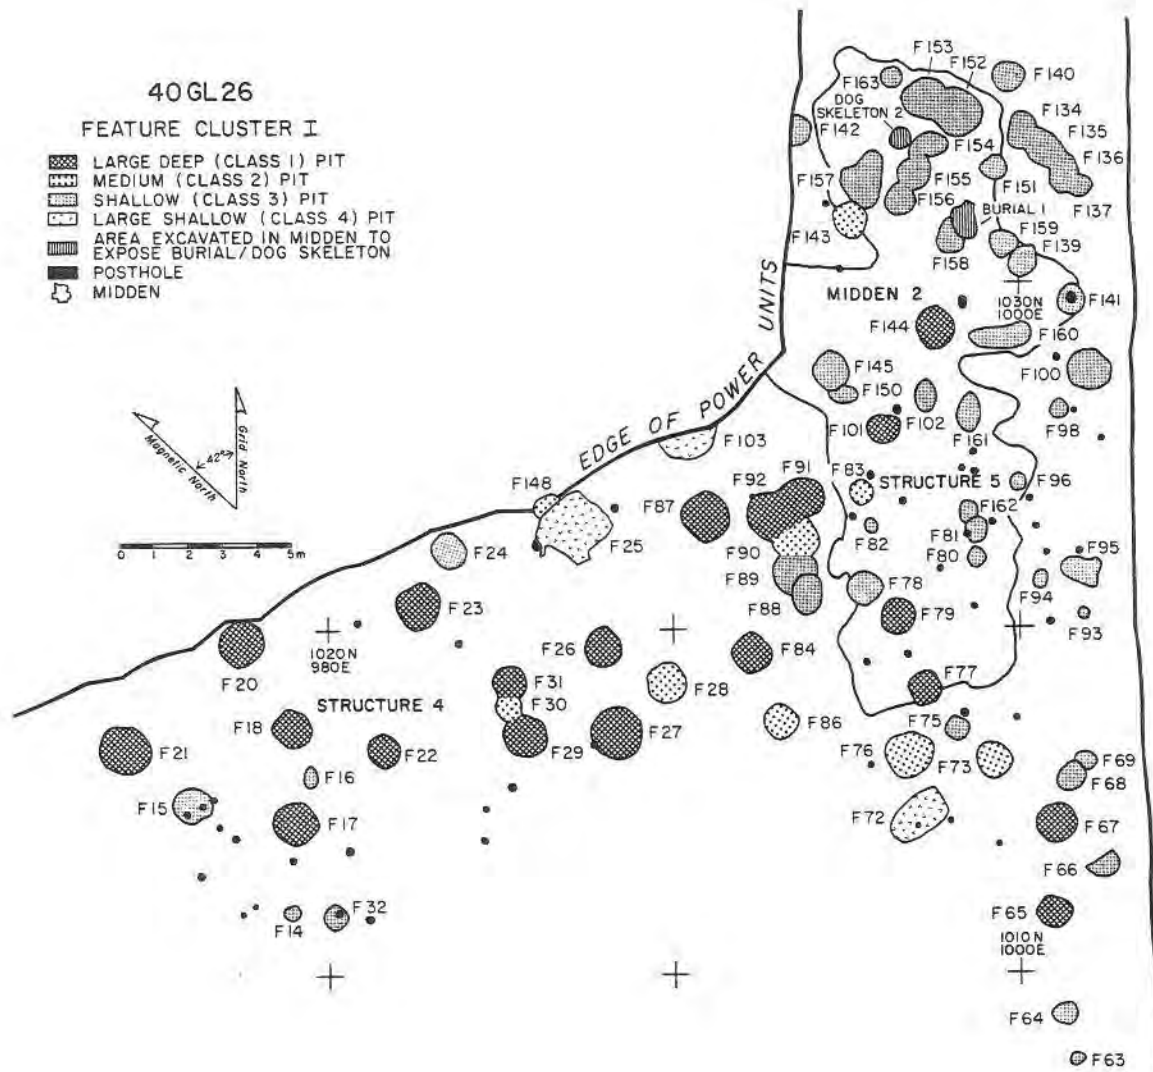 40GL26
FEATURE CLUSTER I
LARGE DEEP (CLASS 1) PIT
MEDIUM (CLASS 2) PIT
SHALLOW (CLASS 3) PIT
LARGE SHALLOW (CLASS 4) PIT
AREA EXCAVATED IN MIDDEN TO
EXPOSE BURIAL/DOG SKELETON
POSTHOLE
MIDDEN
Magnetic North
42°
Grid North
0 1 2 3 4 5m
EDGE OF POWER UNITS
F153
F152
F163
F140
DOG
SKELETON 2
F134
F142
F135
F154
F136
F157
F155
F151
F156
F137
BURIAL 1
F143
F159
F158
F139
MIDDEN 2
1030N
1000E
F141
F144
F160
F145
F100
F150
F102
F101
F161
F98
F103
F91
F92
F83
F148
STRUCTURE 5
F96
F87
F162
F24
F25
F82
F81
F90
F80
F95
F89
F78
F94
F23
F88
F79
F93
1020N
980E
F26
F84
F20
F31
F28
F77
STRUCTURE 4
F30
F18
F75
F21
F22
F29
F27
F86
F76
F73
F69
F16
F68
F15
F17
F72
F67
F66
F14
F32
F65
1010N
1000E
F64
F63